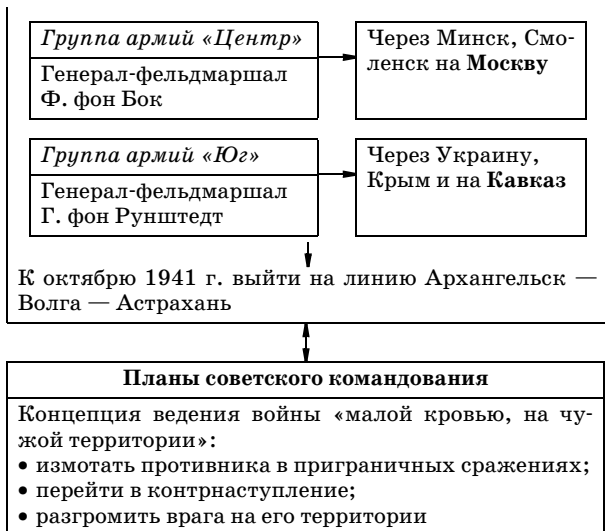 Группа армий «Центр»
Генерал-фельдмаршал
Ф. фон Бок
Через Минск, Смо-
ленск на Москву
Группа армий «Юг»
Генерал-фельдмаршал
Г. фон Рунштедт
Через Украину,
Крым и на Кавказ
К октябрю 1941 г. выйти на линию Архангельск —
Волга — Астрахань
Планы советского командования
Концепция ведения войны «малой кровью, на чу-
жой территории»:
• измотать противника в приграничных сражениях;
• перейти в контрнаступление;
• разгромить врага на его территории